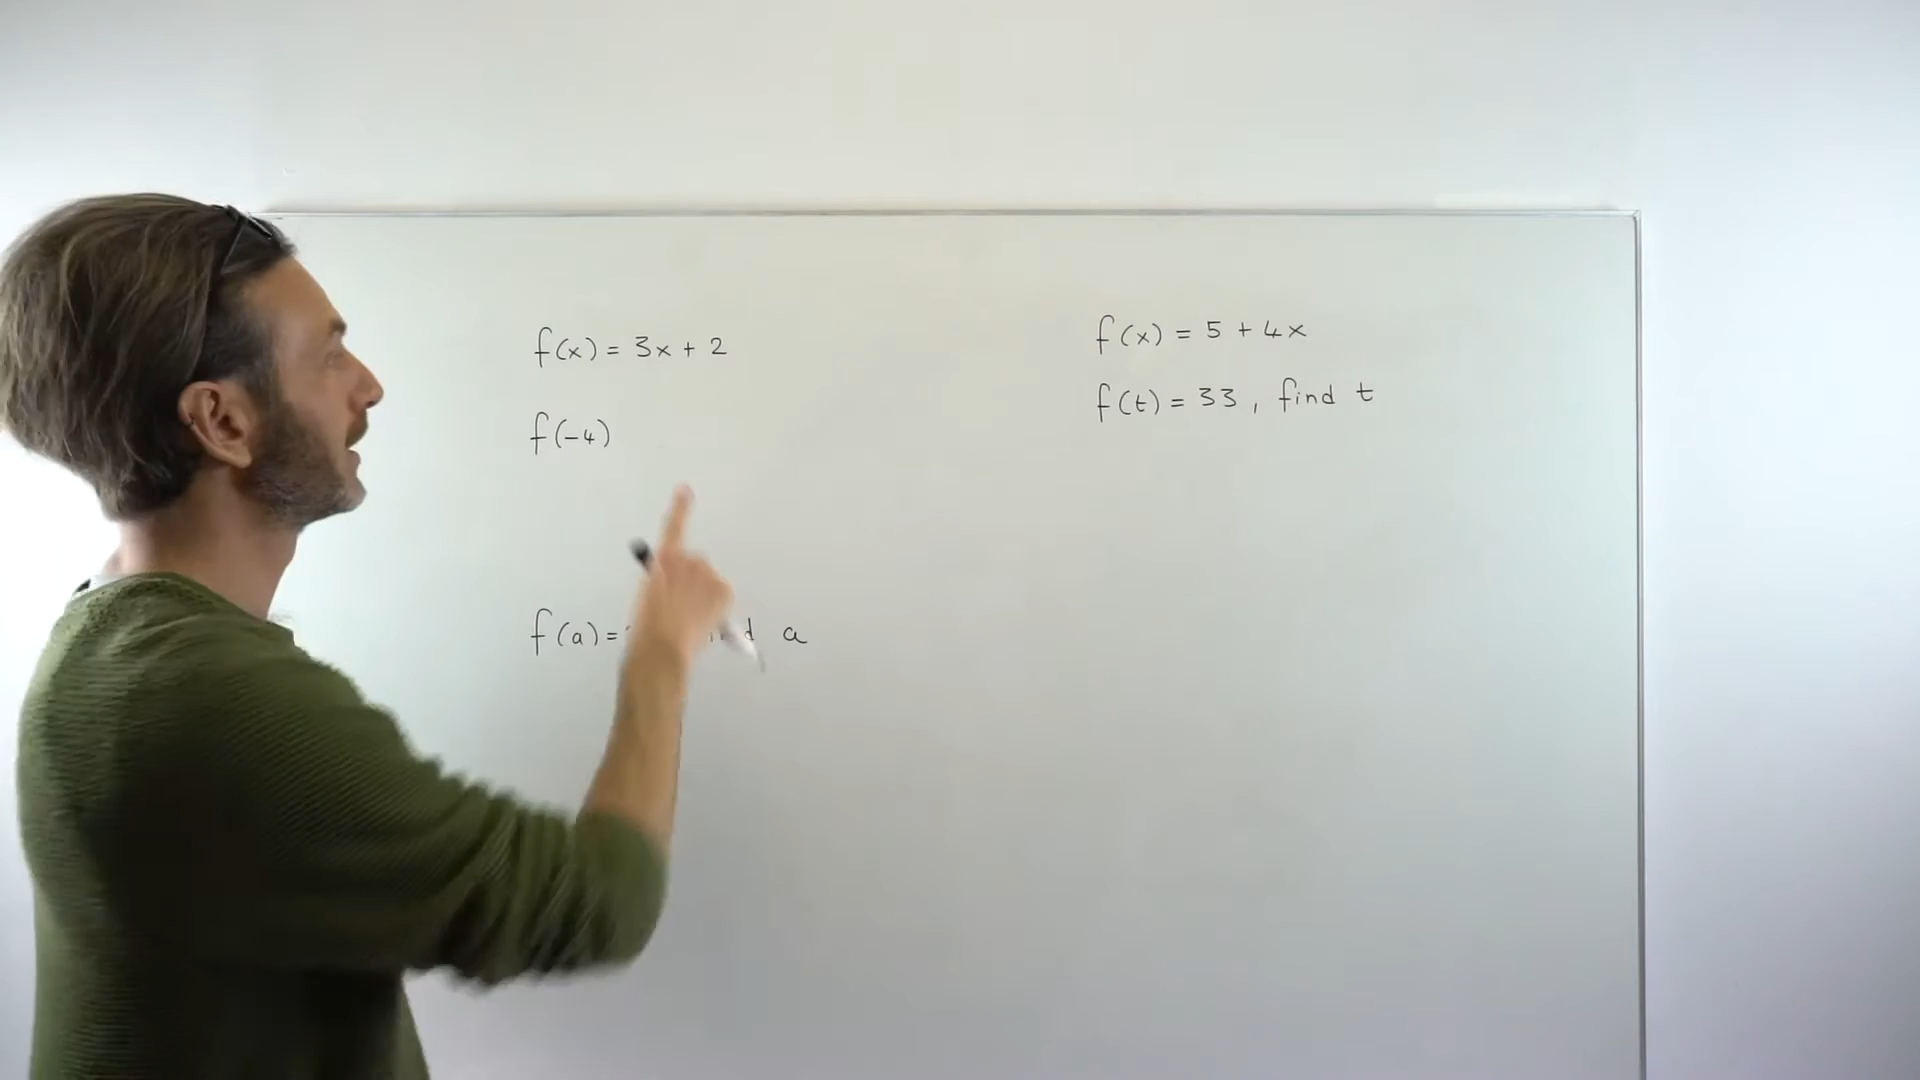 f(x) = 3x + 2
f(-4)
f(a) = a
f(x) = 5 + 4x
f(t) = 33, find t